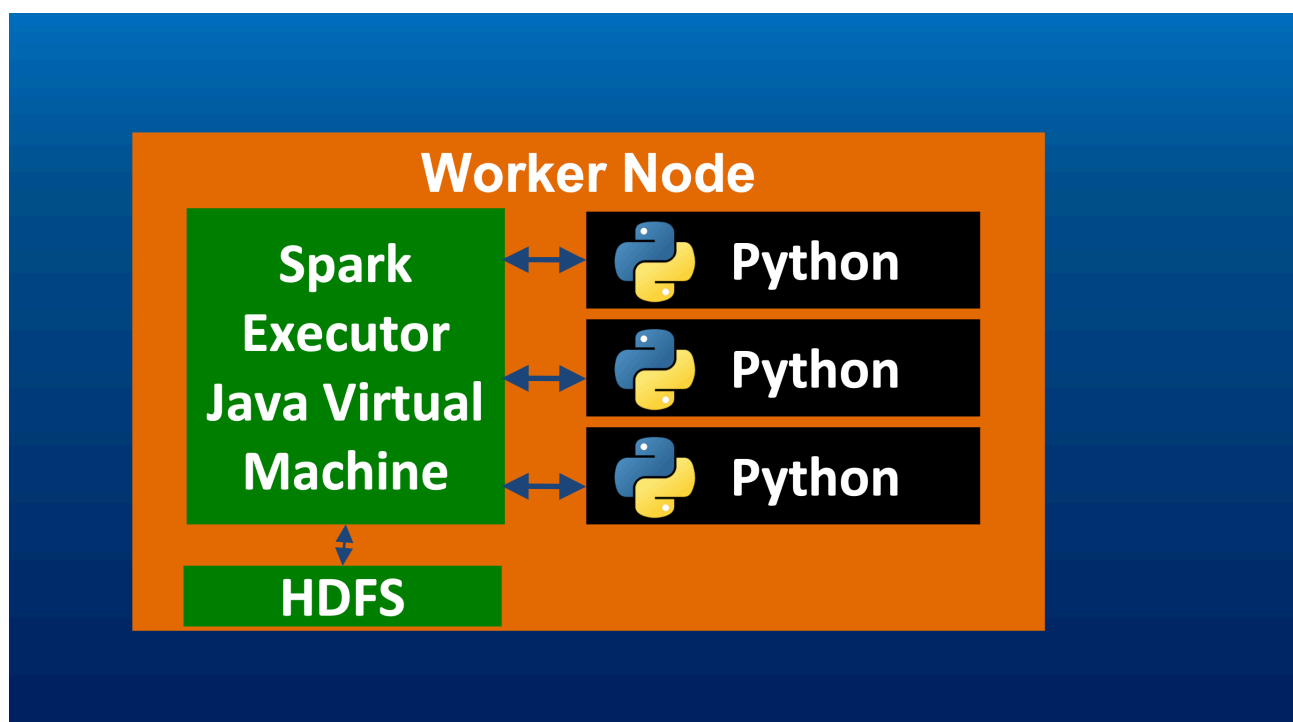 Worker Node
Spark
Executor
Java Virtual
Machine
Python
Python
Python
HDFS